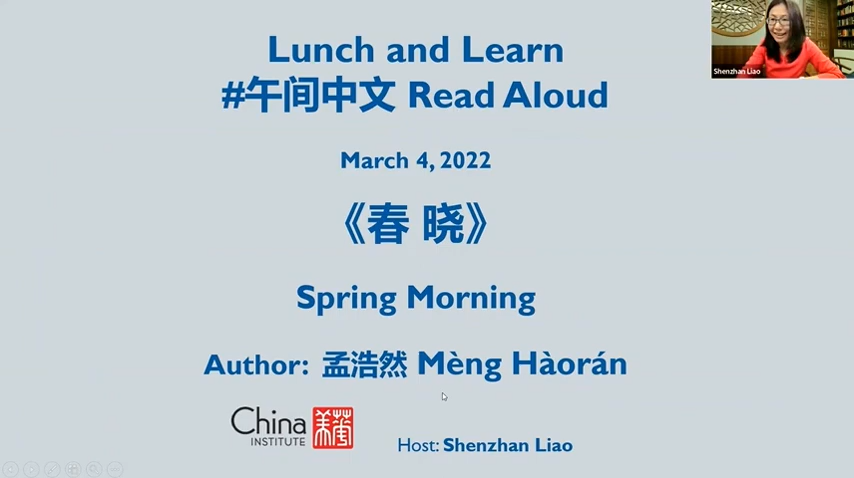 Lunch and Learn
#午间中文 Read Aloud
March 4, 2022
《春 晓》
Spring Morning
Author: 孟浩然 Mèng Hàorán
China
INSTITUTE
Host: Shenzhan Liao
Shenzhan Liao